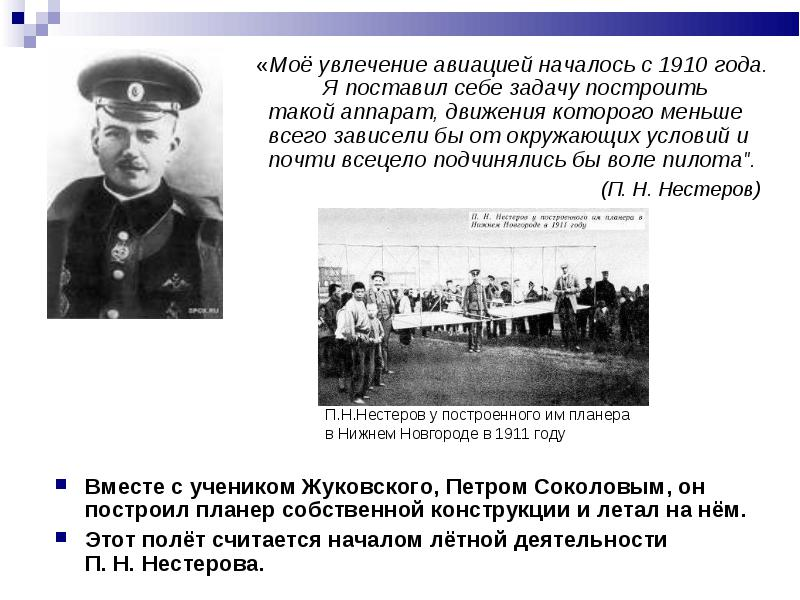 «Моё увлечение авиацией началось с 1910 года.
Я поставил себе задачу построить
такой аппарат, движения которого меньше
всего зависели бы от окружающих условий и
почти всецело подчинялись бы воле пилота".
(П. Н. Нестеров)
П. Н. Нестеров у построенного им планера в
Нижнем Новгороде в 1911 году
SPCH.RU
П.Н.Нестеров у построенного им планера
в Нижнем Новгороде в 1911 году
Вместе с учеником Жуковского, Петром Соколовым, он
построил планер собственной конструкции и летал на нём.
Этот полёт считается началом лётной деятельности
П. Н. Нестерова.